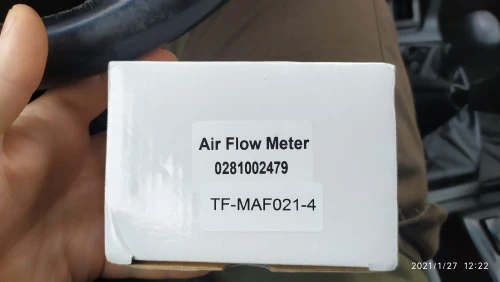 Air Flow Meter
0281002479
TF-MAF021-4
2021/1/27 12:22